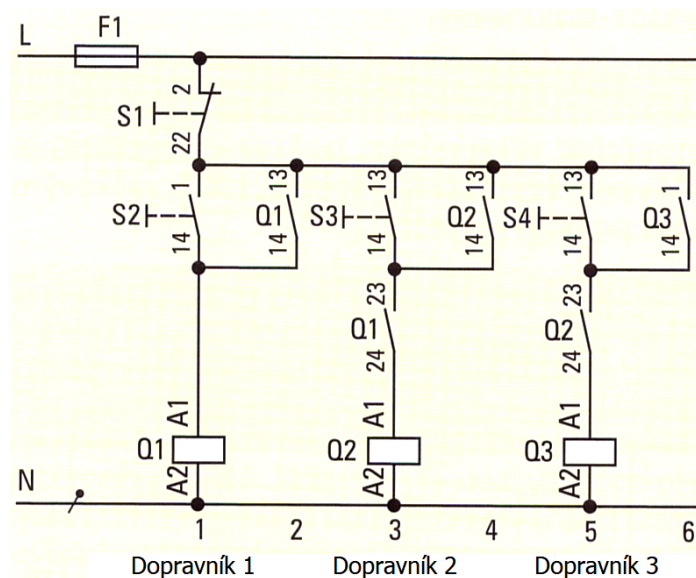 L F1
2
S1
22
1 13 13 13 13 1
S2 Q1 S3 Q2 S4 Q3
14 14 14 14 14 14
23 23
Q1 Q2
24 24
A1 A1 A1
Q1 Q2 Q3
A2 A2 A2
N
1 2 3 4 5 6
Dopravník 1 Dopravník 2 Dopravník 3